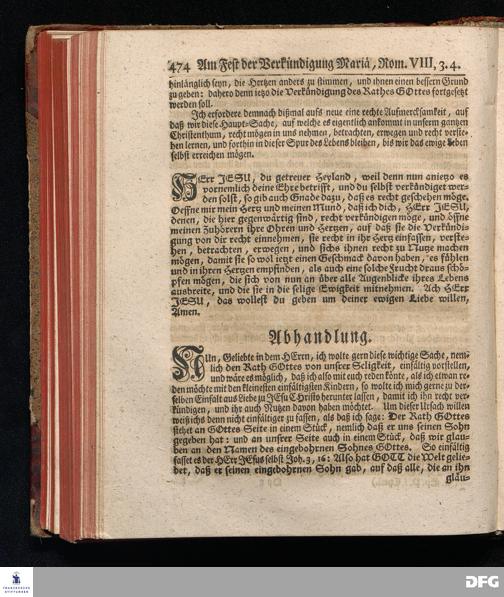 474 Am Fest der Verkündigung Mariä, Rom. VIII, 3. 4.
hinlänglich seyn, die Hertzen anders zu stimmen, und ihnen einen bessern Grund
zu geben: dahero denn itzo die Verkündigung des Rathes GOttes fortgesetzt
werden soll.
Ich erfordere demnach dißmal aufs neue eine rechte Aufmercksamkeit, auf
daß wir diese Haupt-Sache, auf welche es eigentlich ankommt in unserm gantzen
Christenthum, recht mögen in uns nehmen, betrachten, erwegen und recht verste-
hen lernen, und forthin in dieser Spur des Lebens bleiben, bis wir das ewige Leben
selbst erreichen mögen.
HErr JESU, du getreuer Heyland, weil denn nun anietzo es
vornemlich deine Ehre betrifft, und du selbst verkündiget wer-
den solst, so gib auch Gnade dazu, daß es recht geschehen möge.
Oeffne mir mein Hertz und meinen Mund, daß ich dich, HErr JESU,
denen, die hier gegenwärtig sind, recht verkündigen möge, und öffne
meinen Zuhörern ihre Ohren und Hertzen, auf daß sie die Verkündi-
gung von dir recht einnehmen, sie recht in ihr Hertz einfassen, verste-
hen, betrachten, erwegen, und sichs ihnen recht zu Nutze machen
mögen, damit sie so wol ietzt einen Geschmack davon haben, es fühlen
und in ihren Hertzen empfinden, als auch eine solche Frucht draus schö-
pfen mögen, die sich von nun an über alle Augenblicke ihres Lebens
ausbreite, und die sie in die selige Ewigkeit mitnehmen. Ach HErr
JESU, das wollest du geben um deiner ewigen Liebe willen,
Amen.
Abhandlung.
NUn, Geliebte in dem HErrn, ich wolte gern diese wichtige Sache, nem-
lich den Rath GOttes von unsrer Seligkeit, einfältig vorstellen,
und wäre es möglich, daß ich also mit euch reden könte, als ich etwan re-
den möchte mit den kleinesten einfältigsten Kindern, so wolte ich mich gerne zu der-
selben Einfalt aus Liebe zu JEsu Christo herunter lassen, damit ich ihn recht ver-
kündigen, und ihr auch Nutzen davon haben möchtet. Um dieser Ursach willen
weiß ichs denn nicht einfältiger zu fassen, als daß ich sage: Der Rath GOttes
stehet an GOttes Seite in einem Stück, nemlich daß er uns seinen Sohn
gegeben hat: und an unsrer Seite auch in einem Stück, daß wir glau-
ben an den Namen des eingebohrnen Sohnes GOttes. So einfältig
fasset es der HErr JEsus selbst Joh. 3, 16: Also hat GOTT die Welt gelie-
bet, daß er seinen eingebohrnen Sohn gab, auf daß alle, die an ihn
gläu-
FRANCKESCHE
STIFTUNGEN
DFG